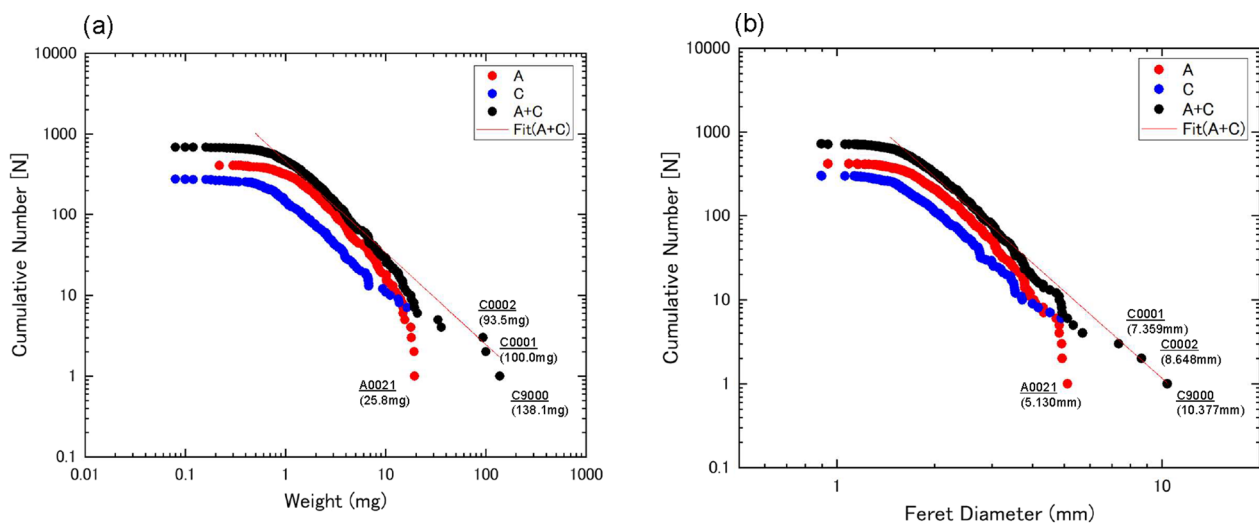 (a)
10000
1000
100
10
1
0.1
Cumulative Number [N]
0.01
0.1
1
10
100
1000
Weight (mg)
A
C
A+C
Fit(A+C)
C0002
(93.5mg)
C0001
(100.0mg)
A0021
(25.8mg)
C9000
(138.1mg)
(b)
10000
1000
100
10
1
0.1
Cumulative Number [N]
1
10
Feret Diameter (mm)
A
C
A+C
Fit(A+C)
C0001
(7.359mm)
C0002
(8.648mm)
A0021
(5.130mm)
C9000
(10.377mm)